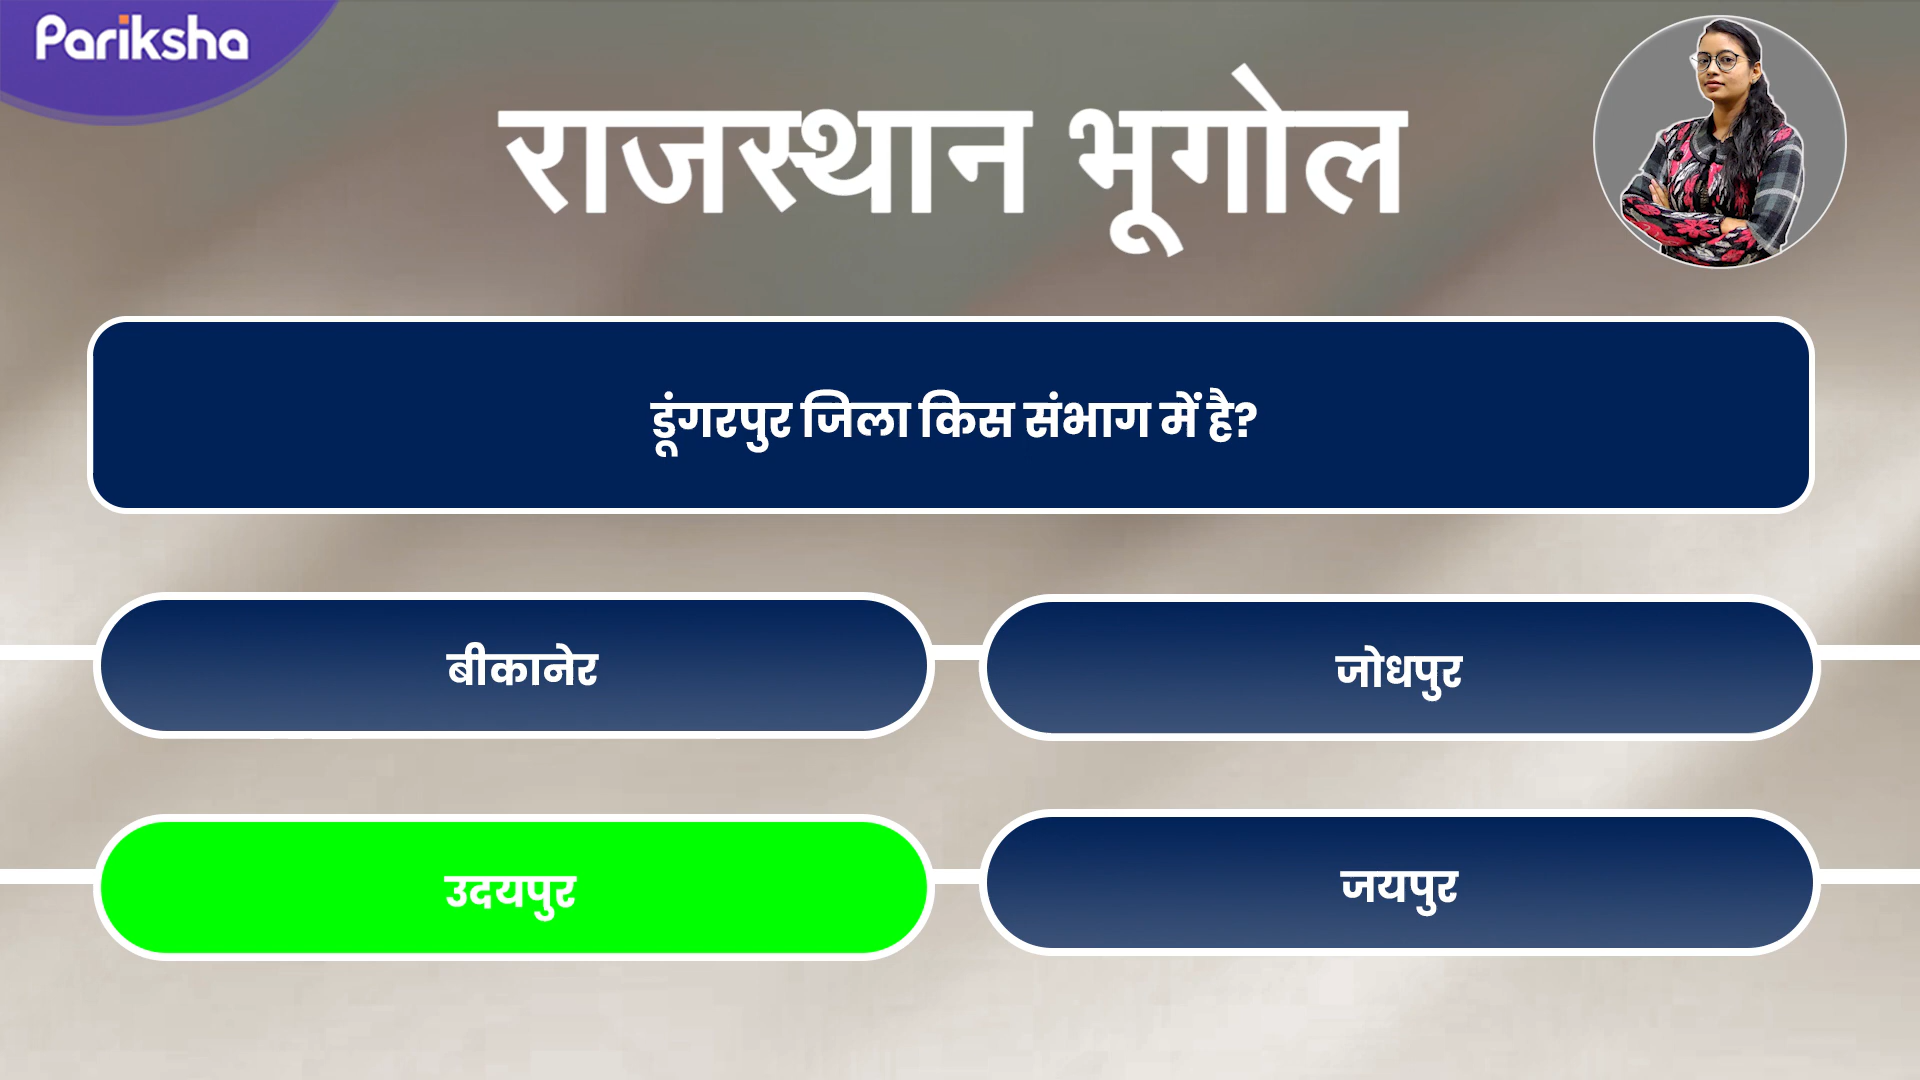 Pariksha
राजस्थान भूगोल
डूंगरपुर जिला किस संभाग में है?
बीकानेर
जोधपुर
उदयपुर
जयपुर